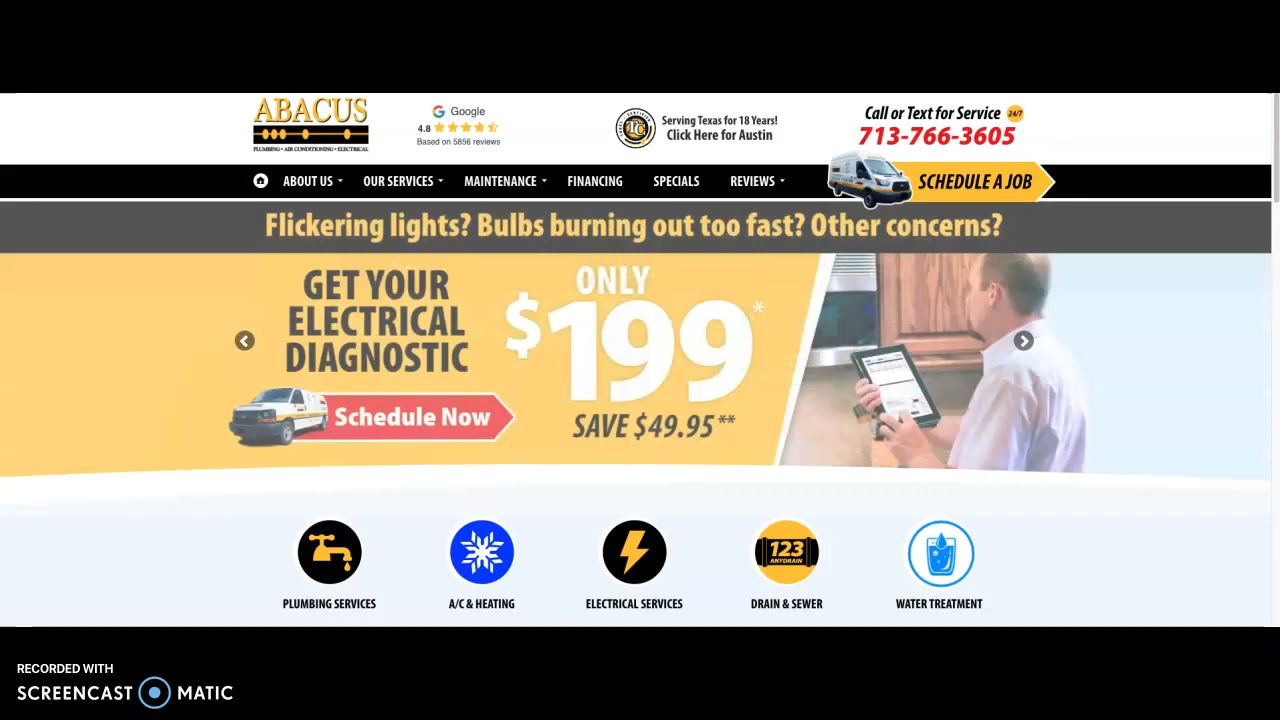 ABACUS
PLUMBING • AIR CONDITIONING • ELECTRICAL
Google
4.8
Based on 5856 reviews
Serving Texas for 18 Years!
Click Here for Austin
Call or Text for Service 24/7
713-766-3605
ABOUT US
OUR SERVICES
MAINTENANCE
FINANCING
SPECIALS
REVIEWS
SCHEDULE A JOB
Flickering lights? Bulbs burning out too fast? Other concerns?
GET YOUR
ELECTRICAL
DIAGNOSTIC
Schedule Now
ONLY
$199*
SAVE $49.95**
123
ANYDRAIN
PLUMBING SERVICES
A/C & HEATING
ELECTRICAL SERVICES
DRAIN & SEWER
WATER TREATMENT
RECORDED WITH
SCREENCAST MATIC